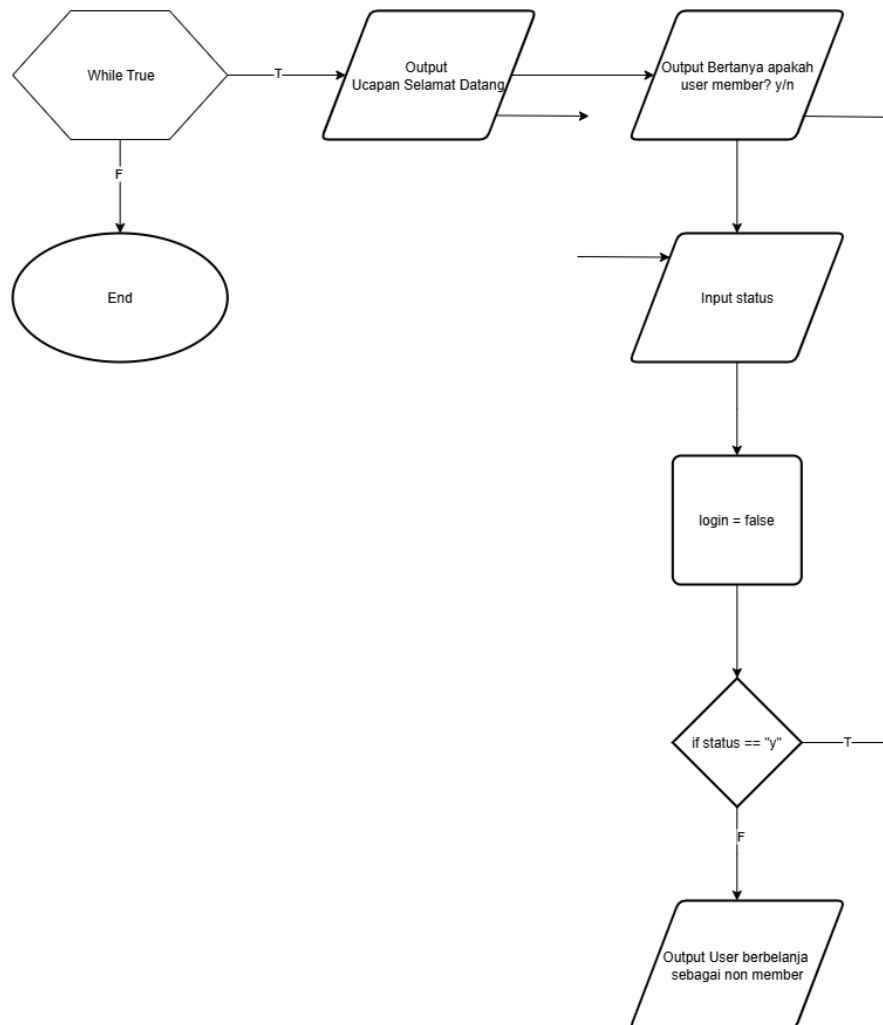 While True
T
Output
Ucapan Selamat Datang
Output Bertanya apakah
user member? y/n
F
End
Input status
login = false
if status == "y"
T
F
Output User berbelanja
sebagai non member